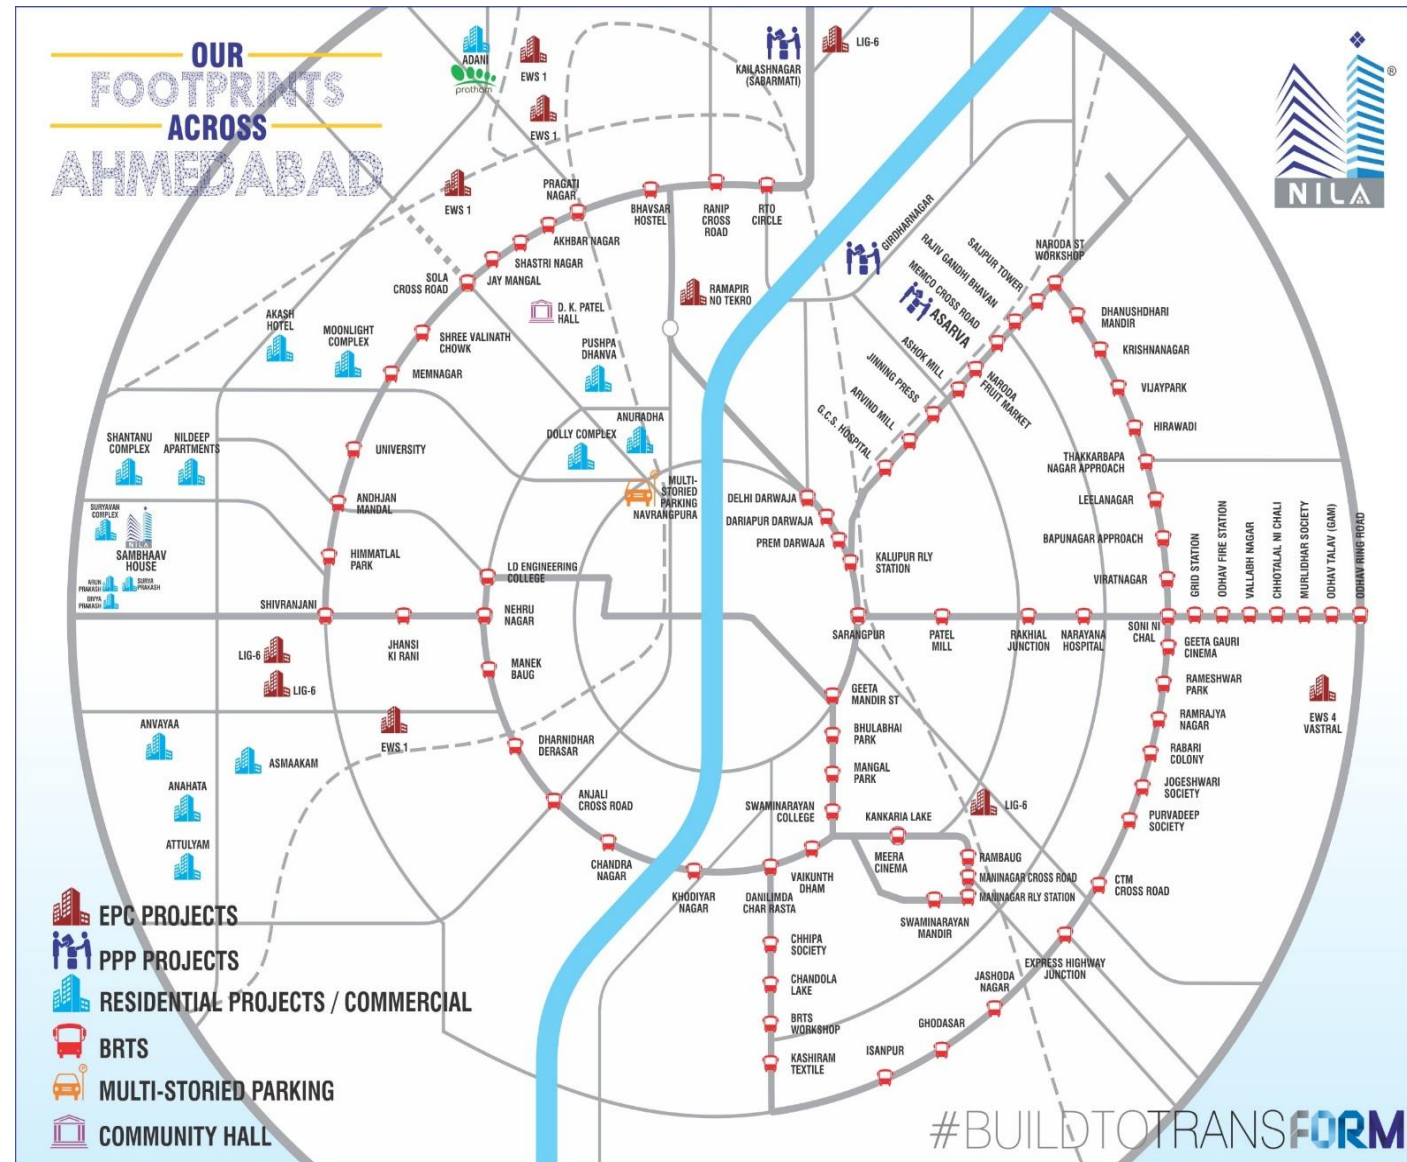 OUR
FOOTPRINTS
ACROSS
AHMEDABAD
ADANI
pratham
EWS 1
EWS 1
EWS 1
KAILASHNAGAR
(SABARMATI)
LIG-6
NILA
®
PRAGATI
NAGAR
BHAVSAR
HOSTEL
RANIP
CROSS
ROAD
RTO
CIRCLE
AKHBAR NAGAR
SHASTRI NAGAR
JAY MANGAL
SOLA
CROSS ROAD
GIRDHARNAGAR
SALIPUR TOWER
RAJIV GANDHI BHAVAN
MEMCO CROSS ROAD
ASARVA
ASHOK MILL
JINNING PRESS
ARVIND MILL
G.C.S. HOSPITAL
NARODA
FRUIT MARKET
NARODA ST
WORKSHOP
RAMAPIR
NO TEKRO
D. K. PATEL
HALL
AKASH
HOTEL
MOONLIGHT
COMPLEX
SHREE VALINATH
CHOWK
PUSHPA
DHANVA
MEMNAGAR
DHANUSHDHARI
MANDIR
KRISHNANAGAR
VIJAYPARK
HIRAWADI
THAKKARBAPA
NAGAR APPROACH
LEELANAGAR
BAPUNAGAR APPROACH
VIRATNAGAR
SHANTANU
COMPLEX
NILDEEP
APARTMENTS
UNIVERSITY
DOLLY COMPLEX
ANURADHA
MULTI-
STORIED
PARKING
NAVRANGPURA
DELHI DARWAJA
DARIAPUR DARWAJA
PREM DARWAJA
KALUPUR RLY
STATION
ANDHJAN
MANDAL
SURYAVAN
COMPLEX
NILA
SAMBHAAV
HOUSE
ARUN
PRAKASH
SURYA
PRAKASH
DIVYA
PRAKASH
HIMMATLAL
PARK
LD ENGINEERING
COLLEGE
SHIVRANJANI
JHANSI
KI RANI
NEHRU
NAGAR
SARANGPUR
PATEL
MILL
RAKHIAL
JUNCTION
NARAYANA
HOSPITAL
SONI NI
CHAL
GRID STATION
ODHAV FIRE STATION
VALLABH NAGAR
CHHOTALAL NI CHALI
MURLIDHAR SOCIETY
ODHAV TALAV (GAM)
ODHAV RING ROAD
GEETA GAURI
CINEMA
RAMESHWAR
PARK
RAMRAJYA
NAGAR
RABARI
COLONY
JOGESHWARI
SOCIETY
PURVADEEP
SOCIETY
EWS 4
VASTRAL
LIG-6
LIG-6
MANEK
BAUG
EWS 1
DHARNIDHAR
DERASAR
ANJALI
CROSS ROAD
CHANDRA
NAGAR
ANVAYAA
ASMAAKAM
ANAHATA
ATTULYAM
GEETA
MANDIR ST
BHULABHAI
PARK
MANGAL
PARK
SWAMINARAYAN
COLLEGE
KANKARIA LAKE
LIG-6
MEERA
CINEMA
RAMBAUG
MANINAGAR CROSS ROAD
MANINAGAR RLY STATION
SWAMINARAYAN
MANDIR
CTM
CROSS ROAD
KHODIYAR
NAGAR
DANILIMDA
CHAR RASTA
VAIKUNTH
DHAM
CHHIPA
SOCIETY
CHANDOLA
LAKE
BRTS
WORKSHOP
KASHIRAM
TEXTILE
EXPRESS HIGHWAY
JUNCTION
JASHODA
NAGAR
GHODASAR
ISANPUR
EPC PROJECTS
PPP PROJECTS
RESIDENTIAL PROJECTS / COMMERCIAL
BRTS
MULTI-STORIED PARKING
COMMUNITY HALL
#BUILDTOTRANSFORM